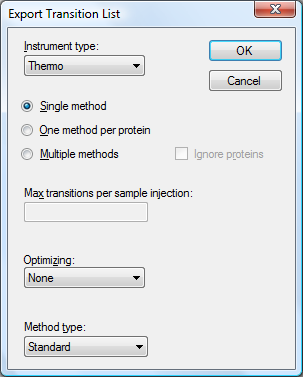 Export Transition List
Instrument type:
Thermo
OK
Cancel
Single method
One method per protein
Multiple methods
Ignore proteins
Max transitions per sample injection:
Optimizing:
None
Method type:
Standard